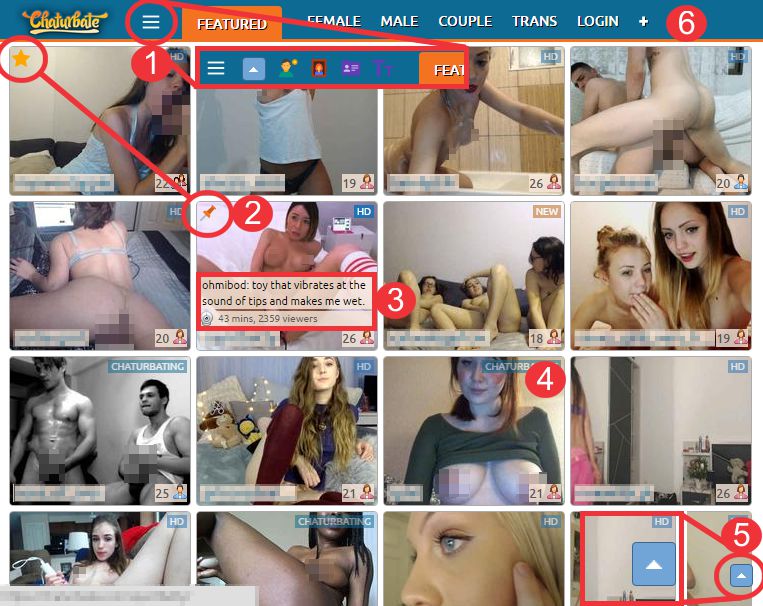 Chaturbate
FEATURED FEMALE MALE COUPLE TRANS LOGIN + 6
1 HD FEAT HD
22 19 26 20
HD 2 HD NEW HD
ohmibod: toy that vibrates at the
sound of tips and makes me wet. 3
43 mins, 2359 viewers
20 26 18 19
CHATURBATING HD CHATURB 4 HD
25 21 21 26
HD CHATURBATING HD HD 5